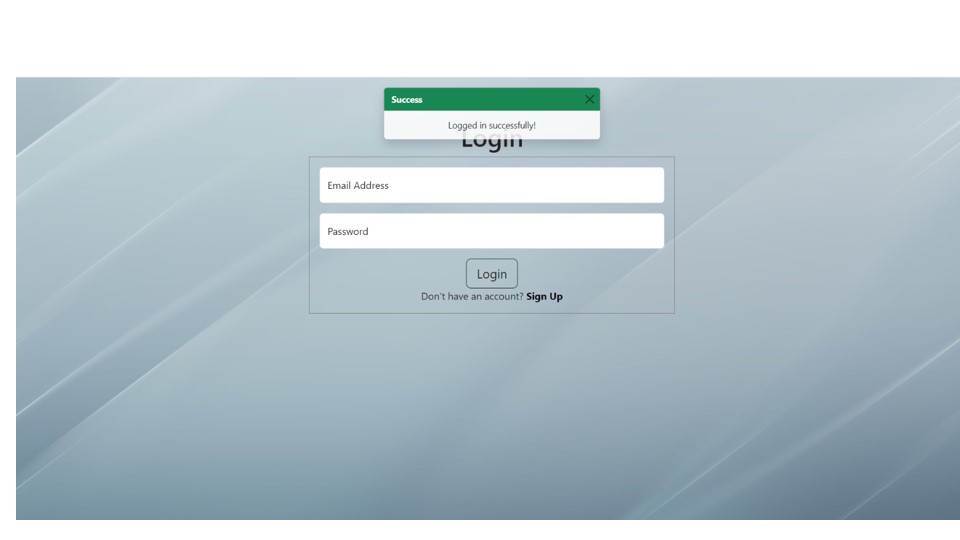 Success
Logged in successfully!
Login
Email Address
Password
Login
Don't have an account? Sign Up